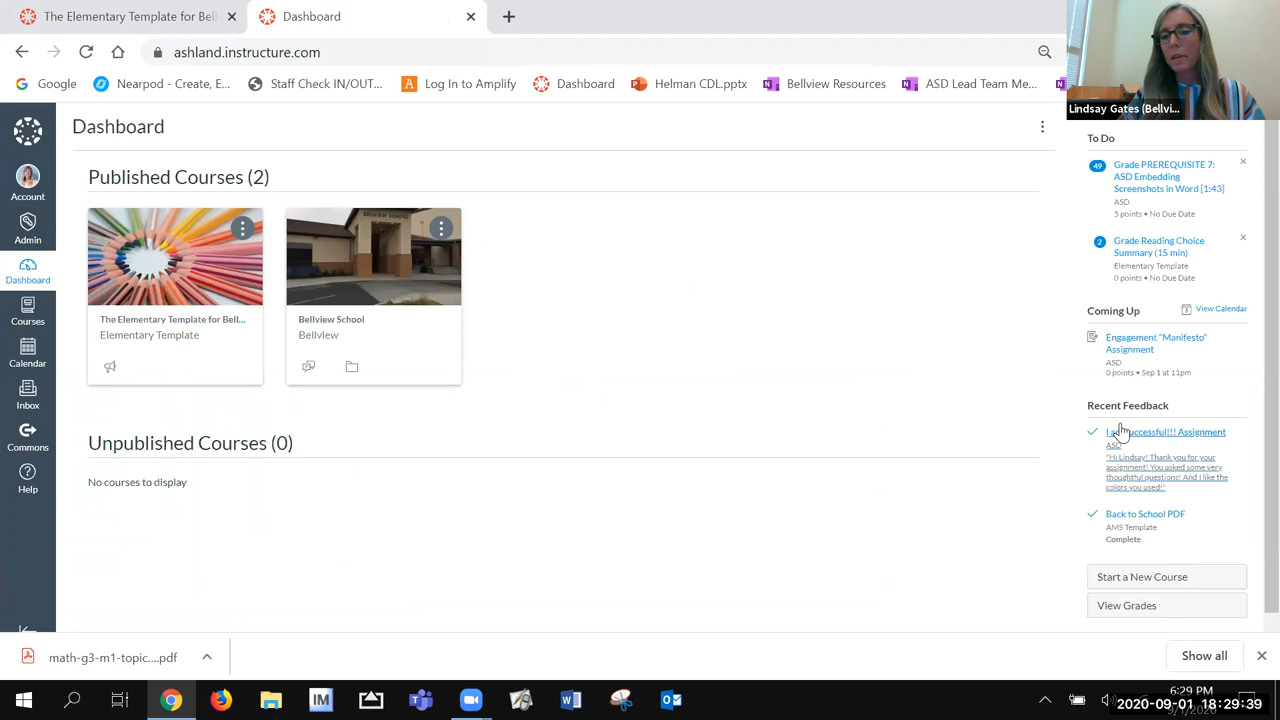 The Elementary Template for Bell
Dashboard
ashland.instructure.com
Google
Nearpod - Create, E...
Staff Check IN/OUT...
Log In to Amplify
Dashboard
Helman CDL.pptx
Bellview Resources
ASD Lead Team Me...
Lindsay Gates (Bellvi...
Account
Admin
Dashboard
Courses
Calendar
Inbox
Commons
Help
Dashboard
Published Courses (2)
The Elementary Template for Bell...
Elementary Template
Bellview School
Bellview
Unpublished Courses (0)
No courses to display
To Do
49
Grade PREREQUISITE 7:
ASD Embedding
Screenshots in Word [1:43]
ASD
5 points • No Due Date
2
Grade Reading Choice
Summary (15 min)
Elementary Template
0 points • No Due Date
Coming Up
View Calendar
Engagement "Manifesto"
Assignment
ASD
0 points • Sep 1 at 11pm
Recent Feedback
I a uccessful!!! Assignment
ASD
"Hi Lindsay! Thank you for your
assignment! You asked some very
thoughtful questions! And I like the
colors you used!"
Back to School PDF
AMS Template
Complete
Start a New Course
View Grades
math-g3-m1-topic....pdf
Show all
IM
6:29 PM
2020-09-01 18:29:39